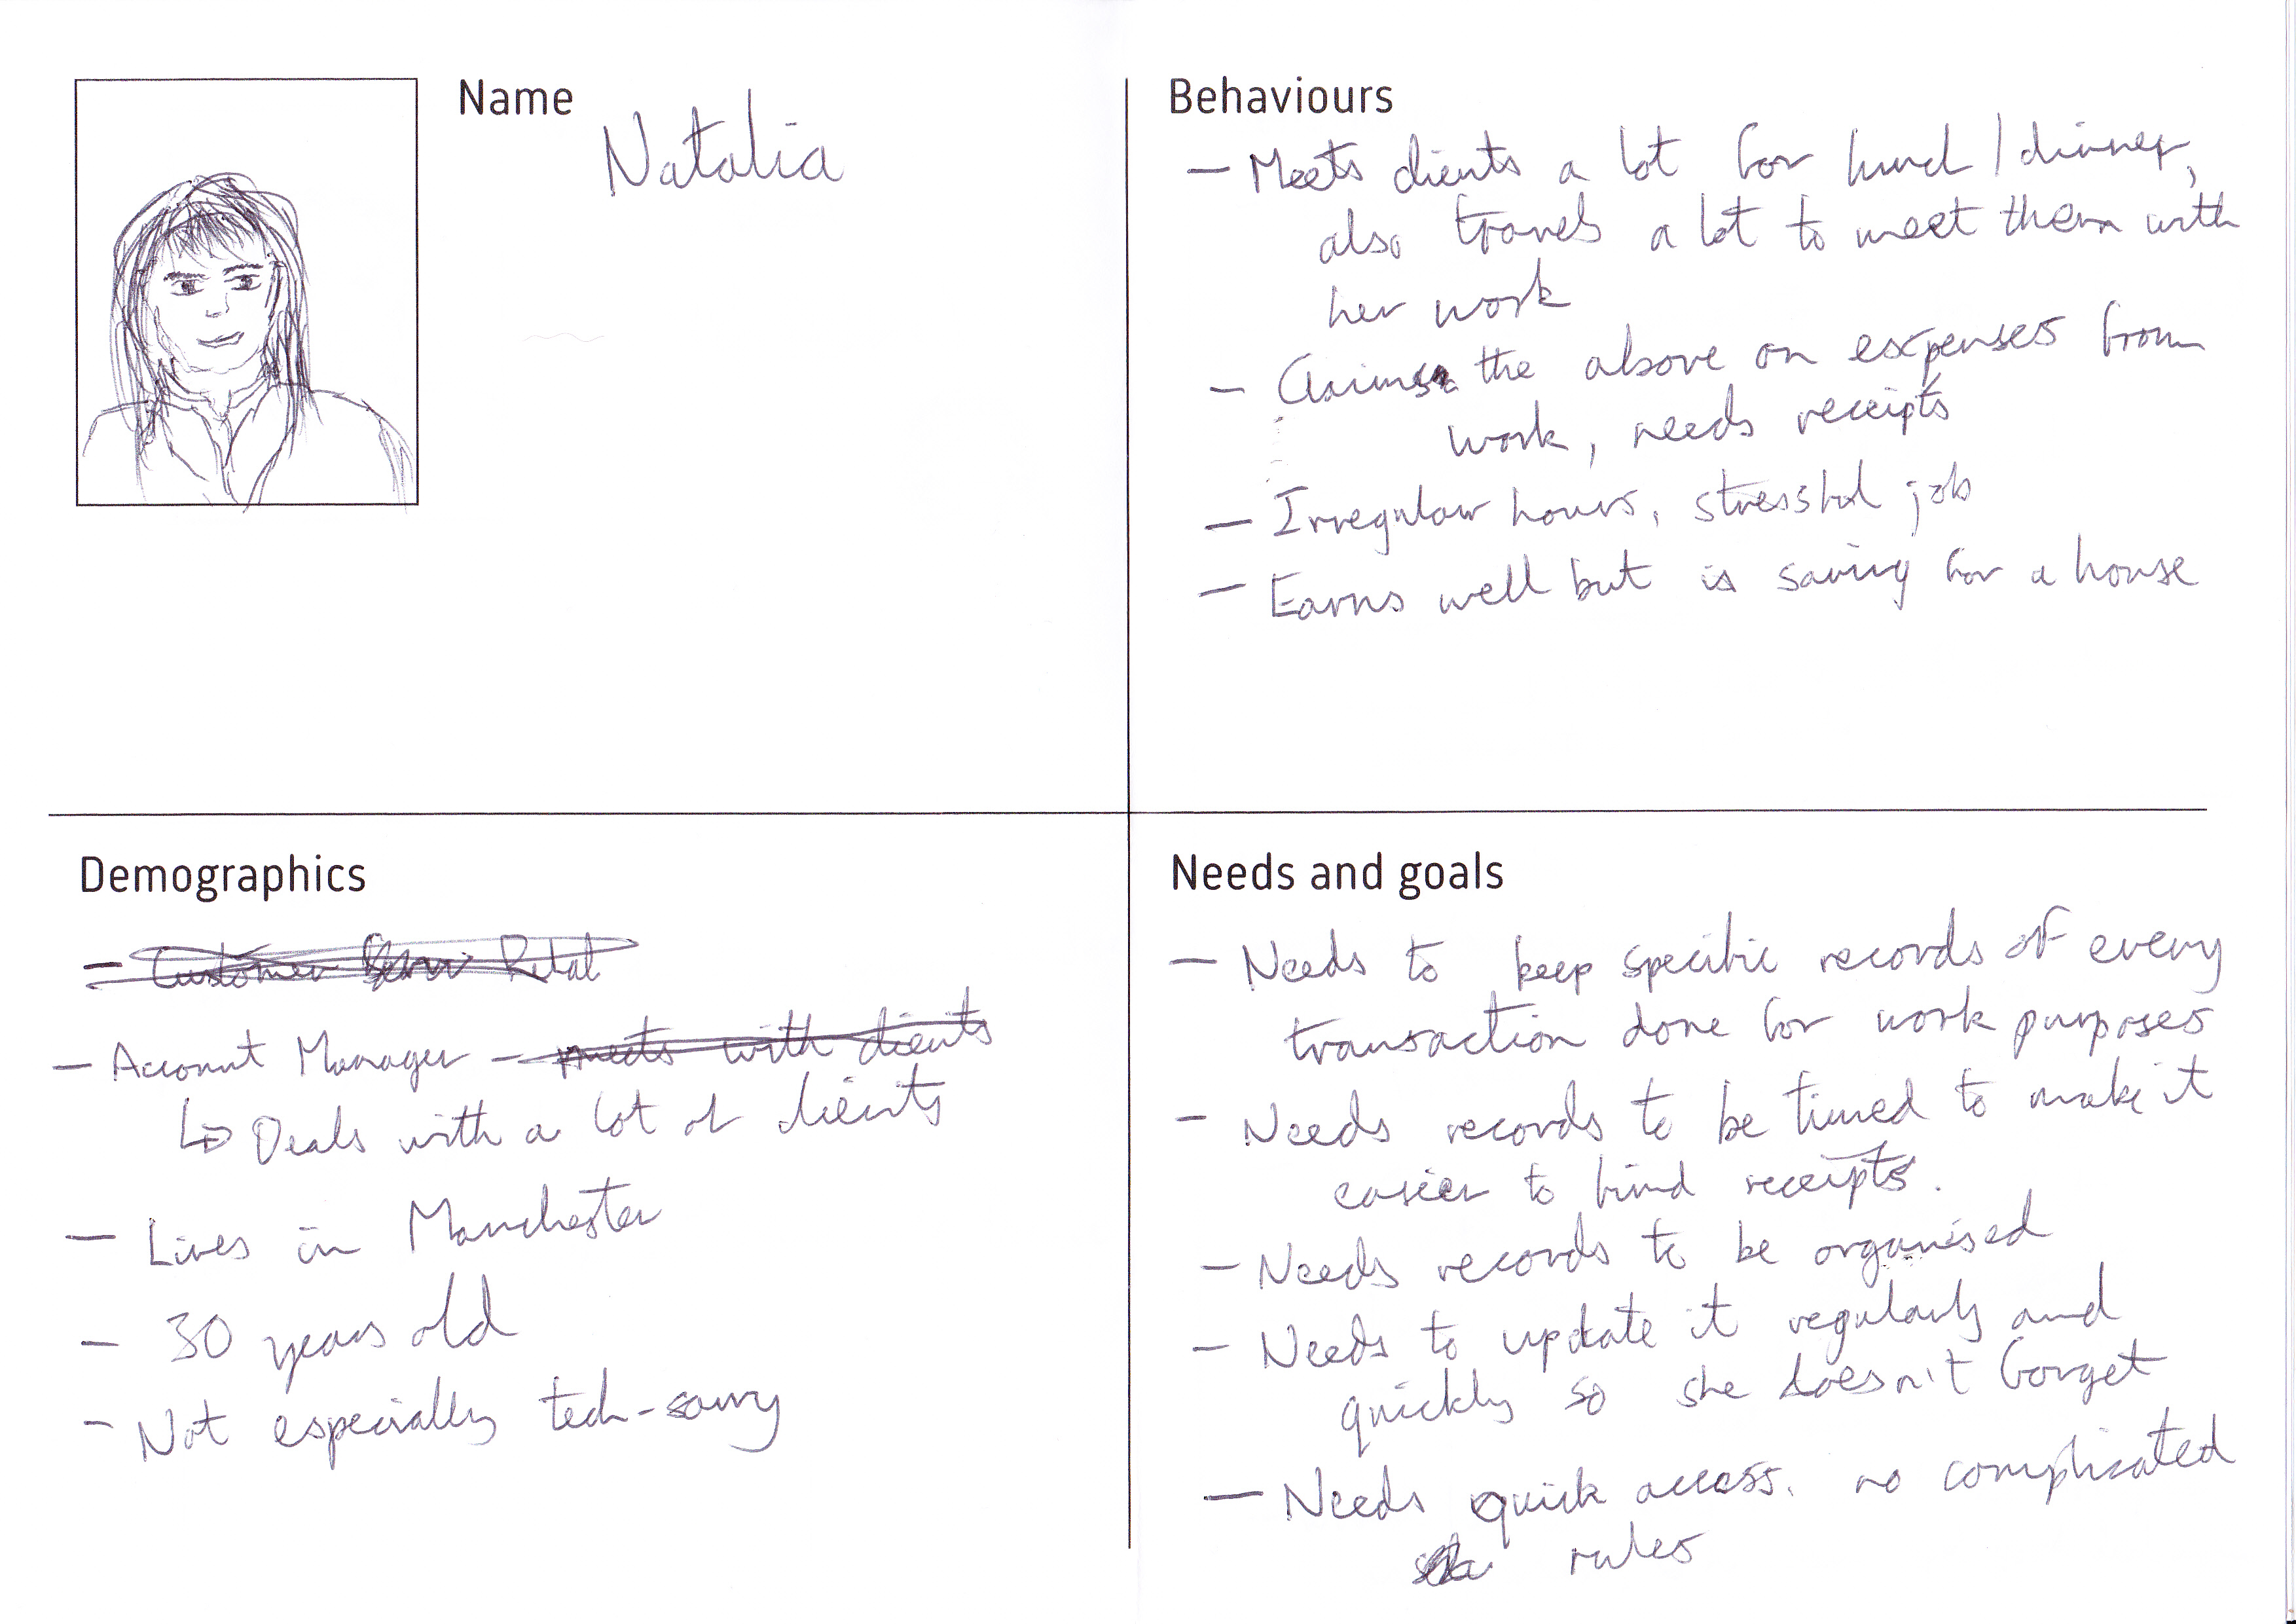 Name
Natalia
Behaviours
– Meets clients a lot for lunch / dinner,
also travels a lot to meet them with
her work
– Claims the above on expenses from
work, needs receipts
– Irregular hours, stressful job
– Earns well but is saving for a house
Demographics
– Customer Relat
– Account Manager – meets with clients
↳ Deals with a lot of clients
– Lives in Manchester
– 30 years old
– Not especially tech-savvy
Needs and goals
– Needs to keep specific records of every
transaction done for work purposes
– Needs records to be timed to make it
easier to find receipts.
– Needs records to be organised
– Needs to update it regularly and
quickly so she doesn't forget
– Needs quick access. no complicated
rules